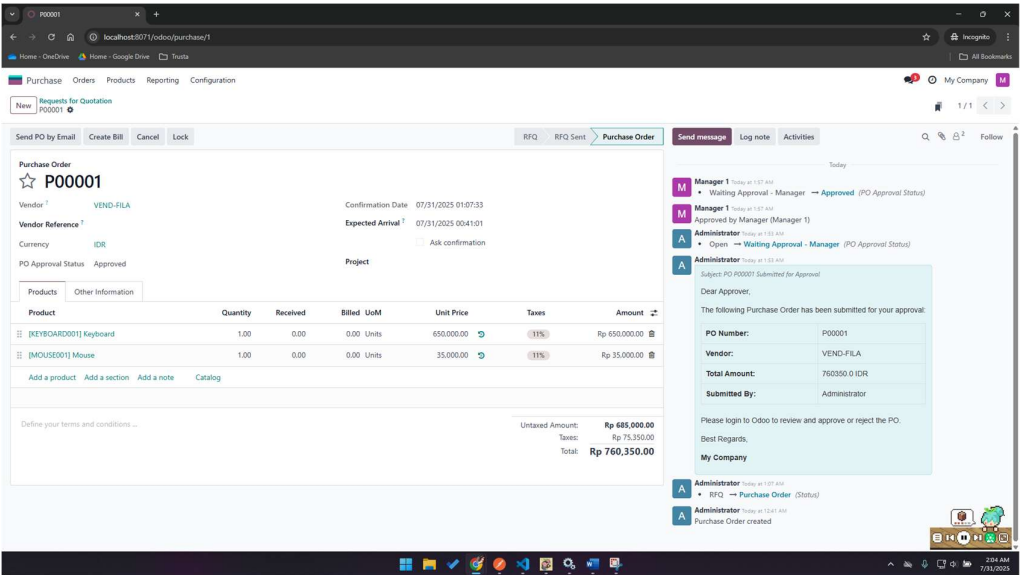 P00001
localhost:8071/odoo/purchase/1
Incognito
Home - OneDrive Home - Google Drive Trusta
All Bookmarks
Purchase Orders Products Reporting Configuration
3
My Company M
New Requests for Quotation
P00001
1/1
Send PO by Email Create Bill Cancel Lock
RFQ RFQ Sent Purchase Order
Send message Log note Activities
2 Follow
Purchase Order
P00001
Vendor ? VEND-FILA
Vendor Reference ?
Currency IDR
PO Approval Status Approved
Confirmation Date 07/31/2025 01:07:33
Expected Arrival ? 07/31/2025 00:41:01
Ask confirmation
Project
Products Other Information
Product Quantity Received Billed UoM Unit Price Taxes Amount
[KEYBOARD001] Keyboard 1.00 0.00 0.00 Units 650,000.00 11% Rp 650,000.00
[MOUSE001] Mouse 1.00 0.00 0.00 Units 35,000.00 11% Rp 35,000.00
Add a product Add a section Add a note Catalog
Define your terms and conditions ...
Untaxed Amount: Rp 685,000.00
Taxes: Rp 75,350.00
Total: Rp 760,350.00
Today
M Manager 1 Today at 1:57 AM
Waiting Approval - Manager → Approved (PO Approval Status)
M Manager 1 Today at 1:57 AM
Approved by Manager (Manager 1)
A Administrator Today at 1:33 AM
Open → Waiting Approval - Manager (PO Approval Status)
A Administrator Today at 1:33 AM
Subject: PO P00001 Submitted for Approval
Dear Approver,
The following Purchase Order has been submitted for your approval:
PO Number: P00001
Vendor: VEND-FILA
Total Amount: 760350.0 IDR
Submitted By: Administrator
Please login to Odoo to review and approve or reject the PO.
Best Regards,
My Company
A Administrator Today at 1:07 AM
RFQ → Purchase Order (Status)
A Administrator Today at 12:41 AM
Purchase Order created
2:04 AM
7/31/2025